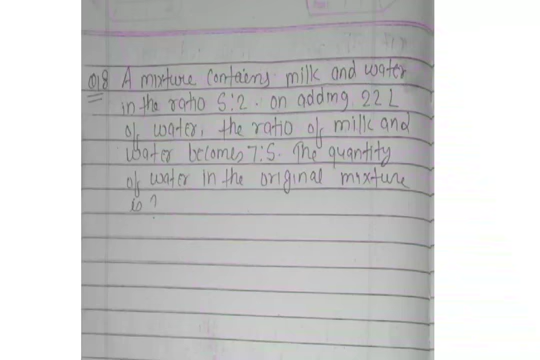 Q18 A mixture contains milk and water
in the ratio 5:2. on adding 22 L
of water, the ratio of milk and
water becomes 7:5. The quantity
of water in the original mixture
is ?